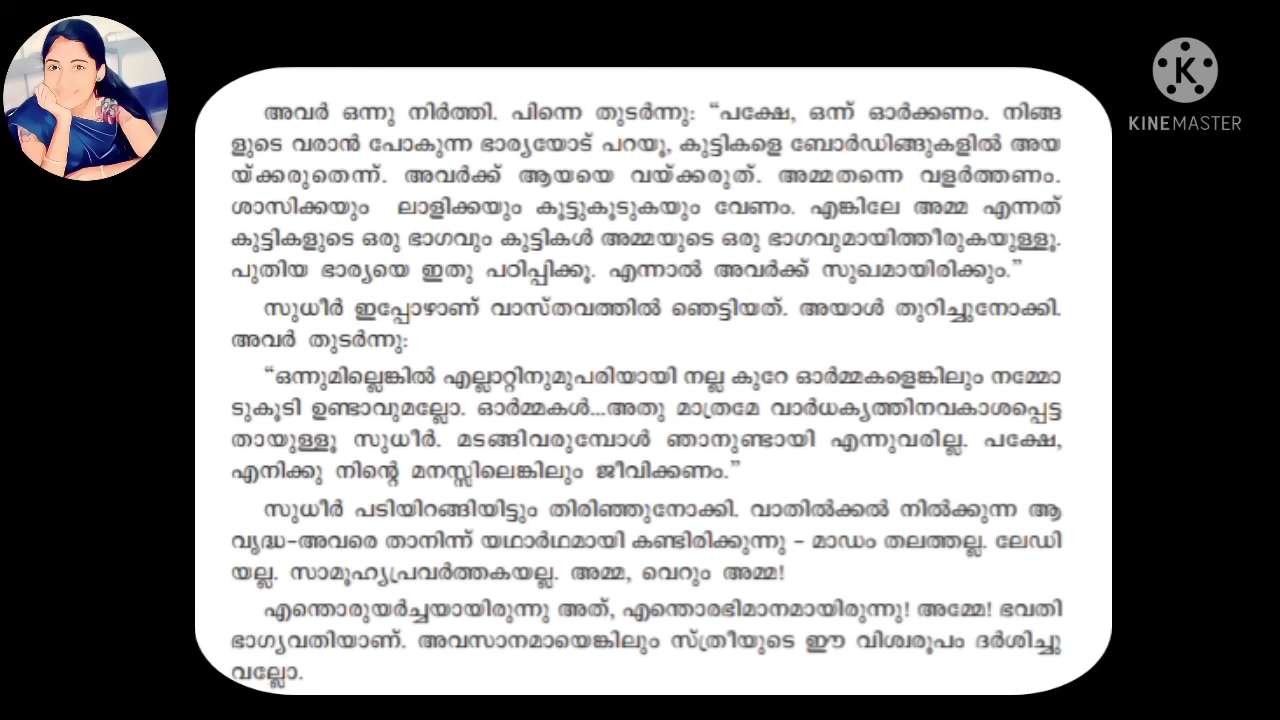 അവർ ഒന്നു നിർത്തി. പിന്നെ തുടർന്നു: “പക്ഷേ, ഒന്ന് ഓർക്കണം. നിങ്ങ
ളുടെ വരാൻ പോകുന്ന ഭാര്യയോട് പറയൂ, കുട്ടികളെ ബോർഡിങ്ങുകളിൽ അയ
യ്ക്കരുതെന്ന്. അവർക്ക് ആയയെ വയ്ക്കരുത്. അമ്മതന്നെ വളർത്തണം.
ശാസിക്കയും ലാളിക്കയും കൂട്ടുകൂടുകയും വേണം. എങ്കിലേ അമ്മ എന്നത്
കുട്ടികളുടെ ഒരു ഭാഗവും കുട്ടികൾ അമ്മയുടെ ഒരു ഭാഗവുമായിത്തീരുകയുള്ളൂ.
പുതിയ ഭാര്യയെ ഇതു പഠിപ്പിക്കൂ. എന്നാൽ അവർക്ക് സുഖമായിരിക്കും.”
സുധീർ ഇപ്പോഴാണ് വാസ്തവത്തിൽ ഞെട്ടിയത്. അയാൾ തുറിച്ചുനോക്കി.
അവർ തുടർന്നു:
“ഒന്നുമില്ലെങ്കിൽ എല്ലാറ്റിനുമുപരിയായി നല്ല കുറേ ഓർമ്മകളെങ്കിലും നമ്മോ
ടുകൂടി ഉണ്ടാവുമല്ലോ. ഓർമ്മകൾ...അതു മാത്രമേ വാർധക്യത്തിനവകാശപ്പെട്ട
തായുള്ളൂ സുധീർ. മടങ്ങിവരുമ്പോൾ ഞാനുണ്ടായി എന്നുവരില്ല. പക്ഷേ,
എനിക്കു നിന്റെ മനസ്സിലെങ്കിലും ജീവിക്കണം.”
സുധീർ പടിയിറങ്ങിയിട്ടും തിരിഞ്ഞുനോക്കി. വാതിൽക്കൽ നിൽക്കുന്ന ആ
വൃദ്ധ-അവരെ താനിന്ന് യഥാർഥമായി കണ്ടിരിക്കുന്നു - മാഡം തലത്തല്ല. ലേഡി
യല്ല. സാമൂഹ്യപ്രവർത്തകയല്ല. അമ്മ, വെറും അമ്മ!
എന്തൊരുയർച്ചയായിരുന്നു അത്, എന്തൊരഭിമാനമായിരുന്നു! അമ്മേ! ഭവതി
ഭാഗ്യവതിയാണ്. അവസാനമായെങ്കിലും സ്ത്രീയുടെ ഈ വിശ്വരൂപം ദർശിച്ചു
വല്ലോ.
K
KINEMASTER